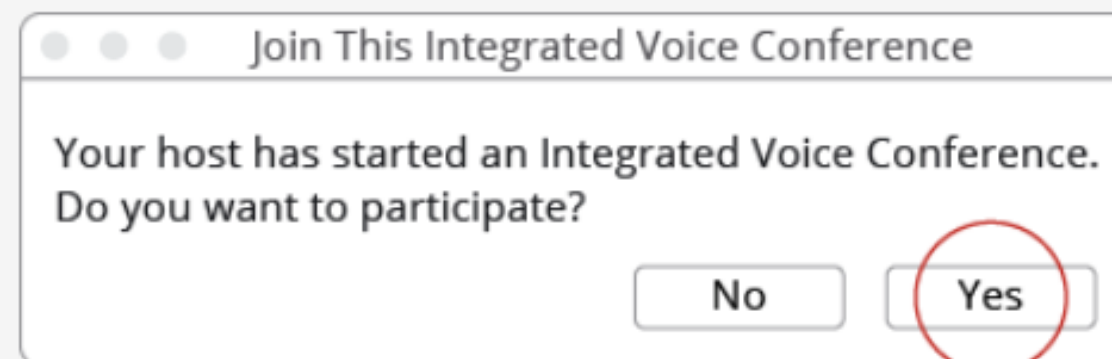 Join This Integrated Voice Conference
Your host has started an Integrated Voice Conference.
Do you want to participate?
No Yes